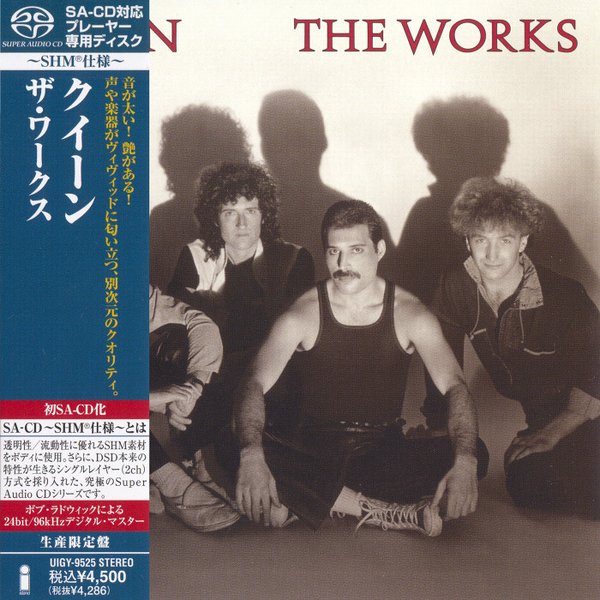 SUPER AUDIO CD
SA-CD対応
プレーヤー
専用ディスク
～SHM®仕様～
クイーン
ザ・ワークス
音が太い! 艶がある!
声や楽器がヴィヴィッドに匂い立つ、別次元のクオリティ。
初SA-CD化
SA-CD～SHM®仕様～とは
透明性／流動性に優れるSHM素材
をボディに使用。さらに、DSD本来の
特性が生きるシングルレイヤー(2ch)
方式を採り入れた、究極のSuper
Audio CDシリーズです。
ボブ・ラドウィックによる
24bit/96kHzデジタル・マスター
生産限定盤
UIGY-9525 STEREO
税込¥4,500
(税抜¥4,286)
island
N THE WORKS